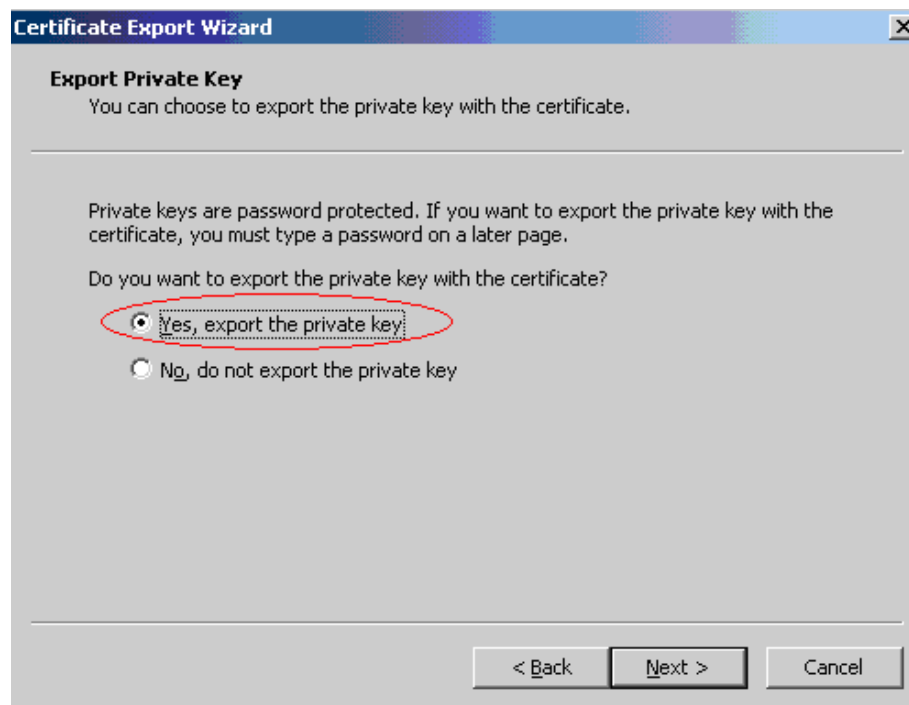 Certificate Export Wizard
Export Private Key
You can choose to export the private key with the certificate.
Private keys are password protected. If you want to export the private key with the
certificate, you must type a password on a later page.
Do you want to export the private key with the certificate?
Yes, export the private key
No, do not export the private key
< Back Next > Cancel